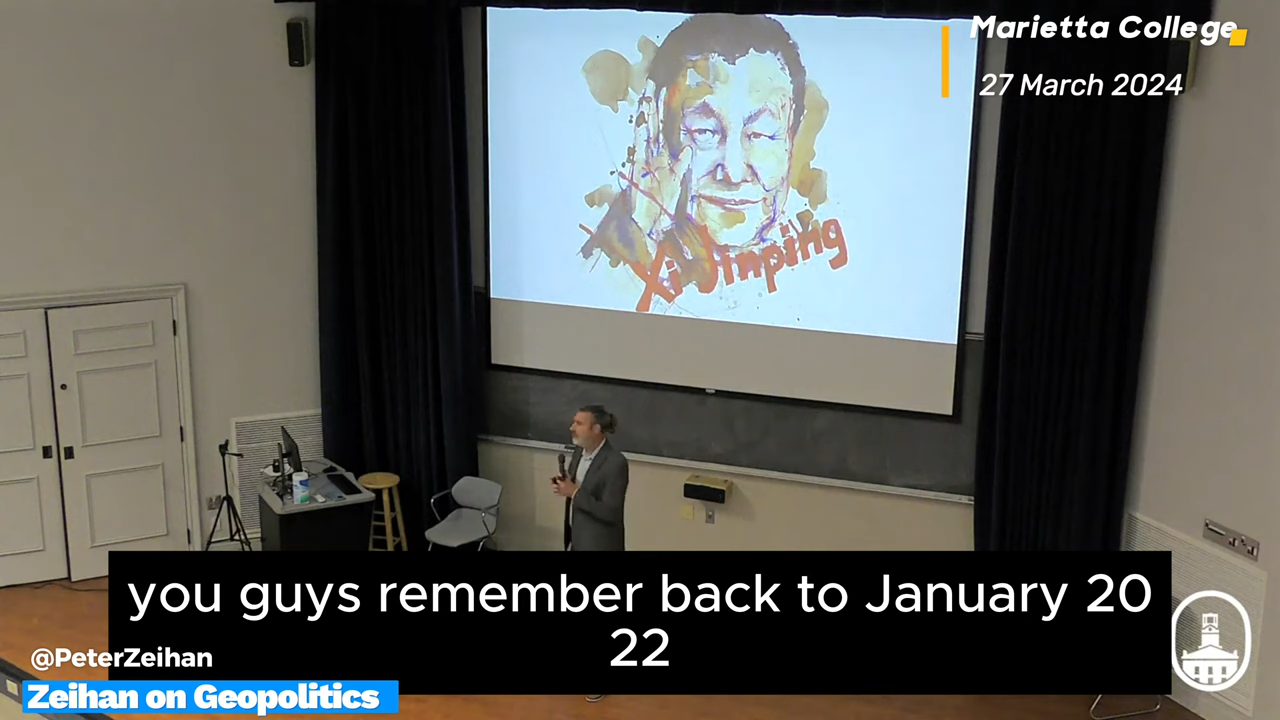 Marietta College
27 March 2024
Xi Jinping
you guys remember back to January 20
22
@PeterZeihan
Zeihan on Geopolitics